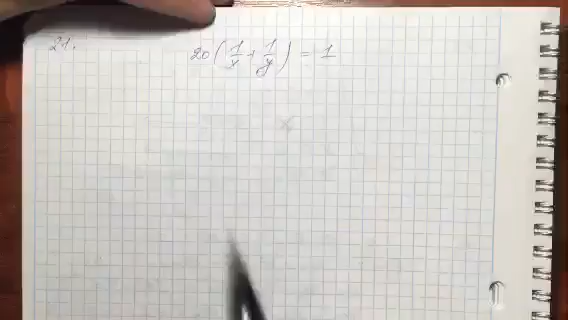 21.
20(1/x + 1/y) = 1